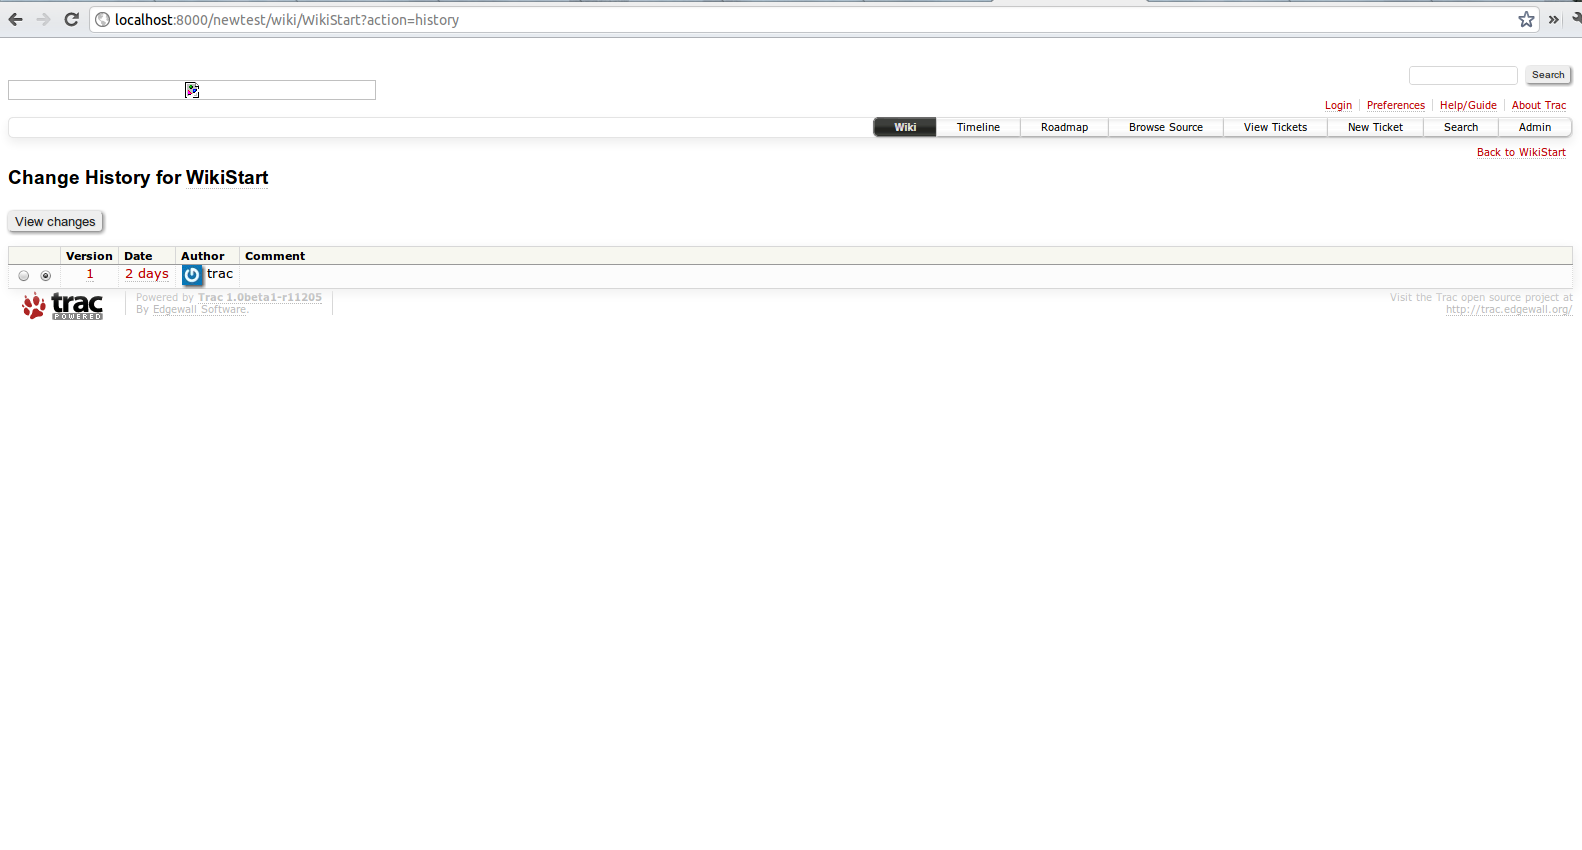 localhost:8000/newtest/wiki/WikiStart?action=history
Search
Login Preferences Help/Guide About Trac
Wiki Timeline Roadmap Browse Source View Tickets New Ticket Search Admin
Back to WikiStart
Change History for WikiStart
View changes
Version Date Author Comment
1 2 days trac
trac POWERED
Powered by Trac 1.0beta1-r11205
By Edgewall Software.
Visit the Trac open source project at
http://trac.edgewall.org/